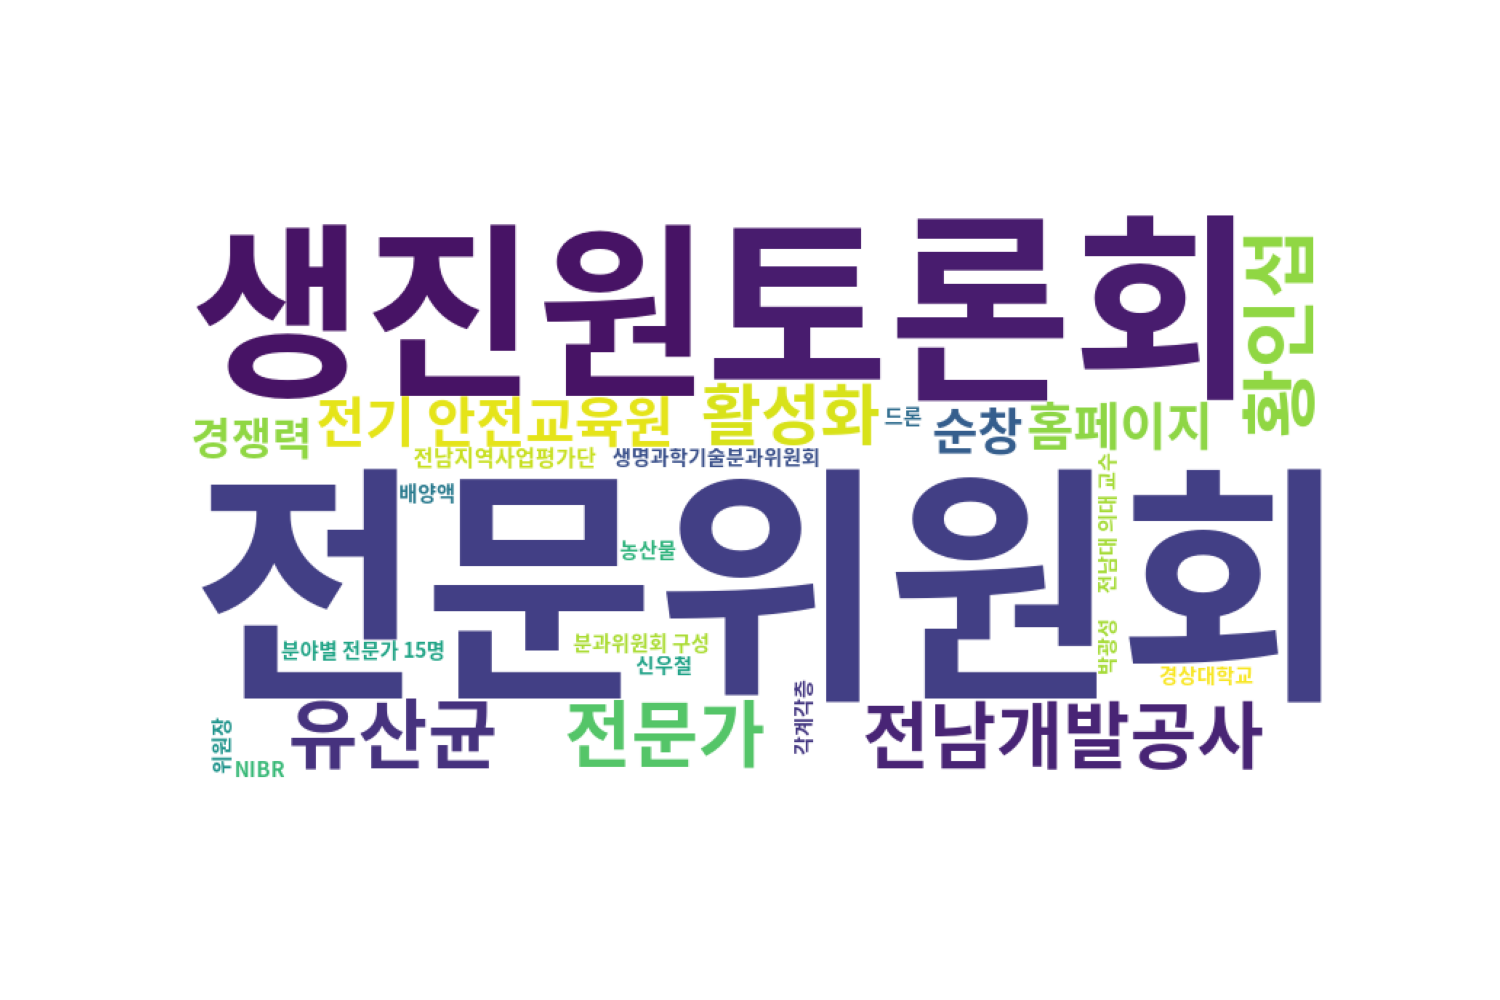 생진원토론회
황인섭
경쟁력
전기 안전교육원
활성화
드론
순창
홈페이지
전남지역사업평가단
생명과학기술분과위원회
전문위원회
배양액
농산물
전남대 의대 교수
박광성
분야별 전문가 15명
분과위원회 구성
신우철
경상대학교
각계각층
유산균
전문가
전남개발공사
위원장
NIBR